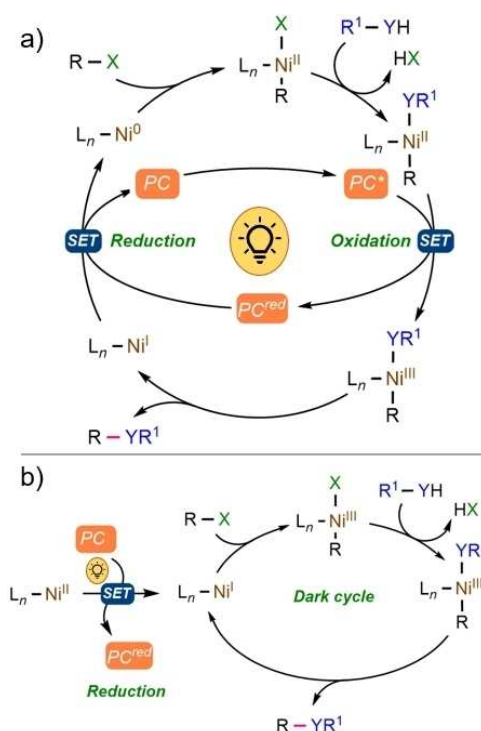 a)
X
R¹–YH
R–X
Lₙ–Niᴵᴵ
HX
R
YR¹
Lₙ–Ni⁰
Lₙ–Niᴵᴵ
PC
PC*
R
SET
Reduction
Oxidation
SET
PCʳᵉᵈ
YR¹
Lₙ–Niᴵ
Lₙ–Niᴵᴵᴵ
R
R–YR¹
b)
X
R¹–YH
PC
R–X
Lₙ–Niᴵᴵᴵ
HX
R
YR
Lₙ–Niᴵᴵ
SET
Lₙ–Niᴵ
Dark cycle
Lₙ–Niᴵᴵᴵ
R
PCʳᵉᵈ
Reduction
R–YR¹